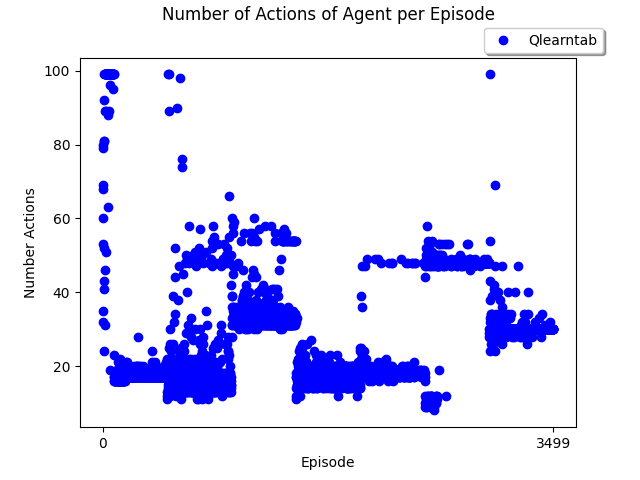 Number of Actions of Agent per Episode
Qlearntab
100
80
60
40
20
Number Actions
0
3499
Episode